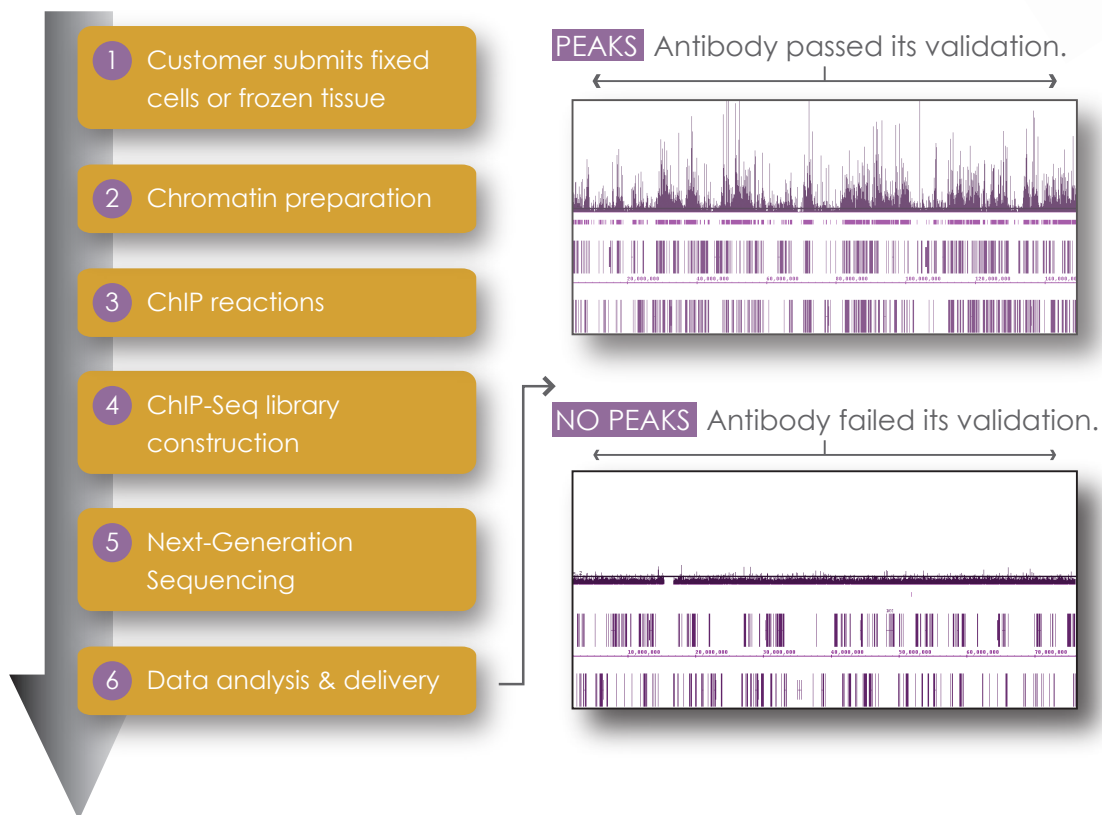 1 Customer submits fixed
cells or frozen tissue
2 Chromatin preparation
3 ChIP reactions
4 ChIP-Seq library
construction
5 Next-Generation
Sequencing
6 Data analysis & delivery
PEAKS Antibody passed its validation.
20,000,000 40,000,000 60,000,000 80,000,000 100,000,000 120,000,000 140,000,000
NO PEAKS Antibody failed its validation.
10,000,000 20,000,000 30,000,000 40,000,000 50,000,000 60,000,000 70,000,000